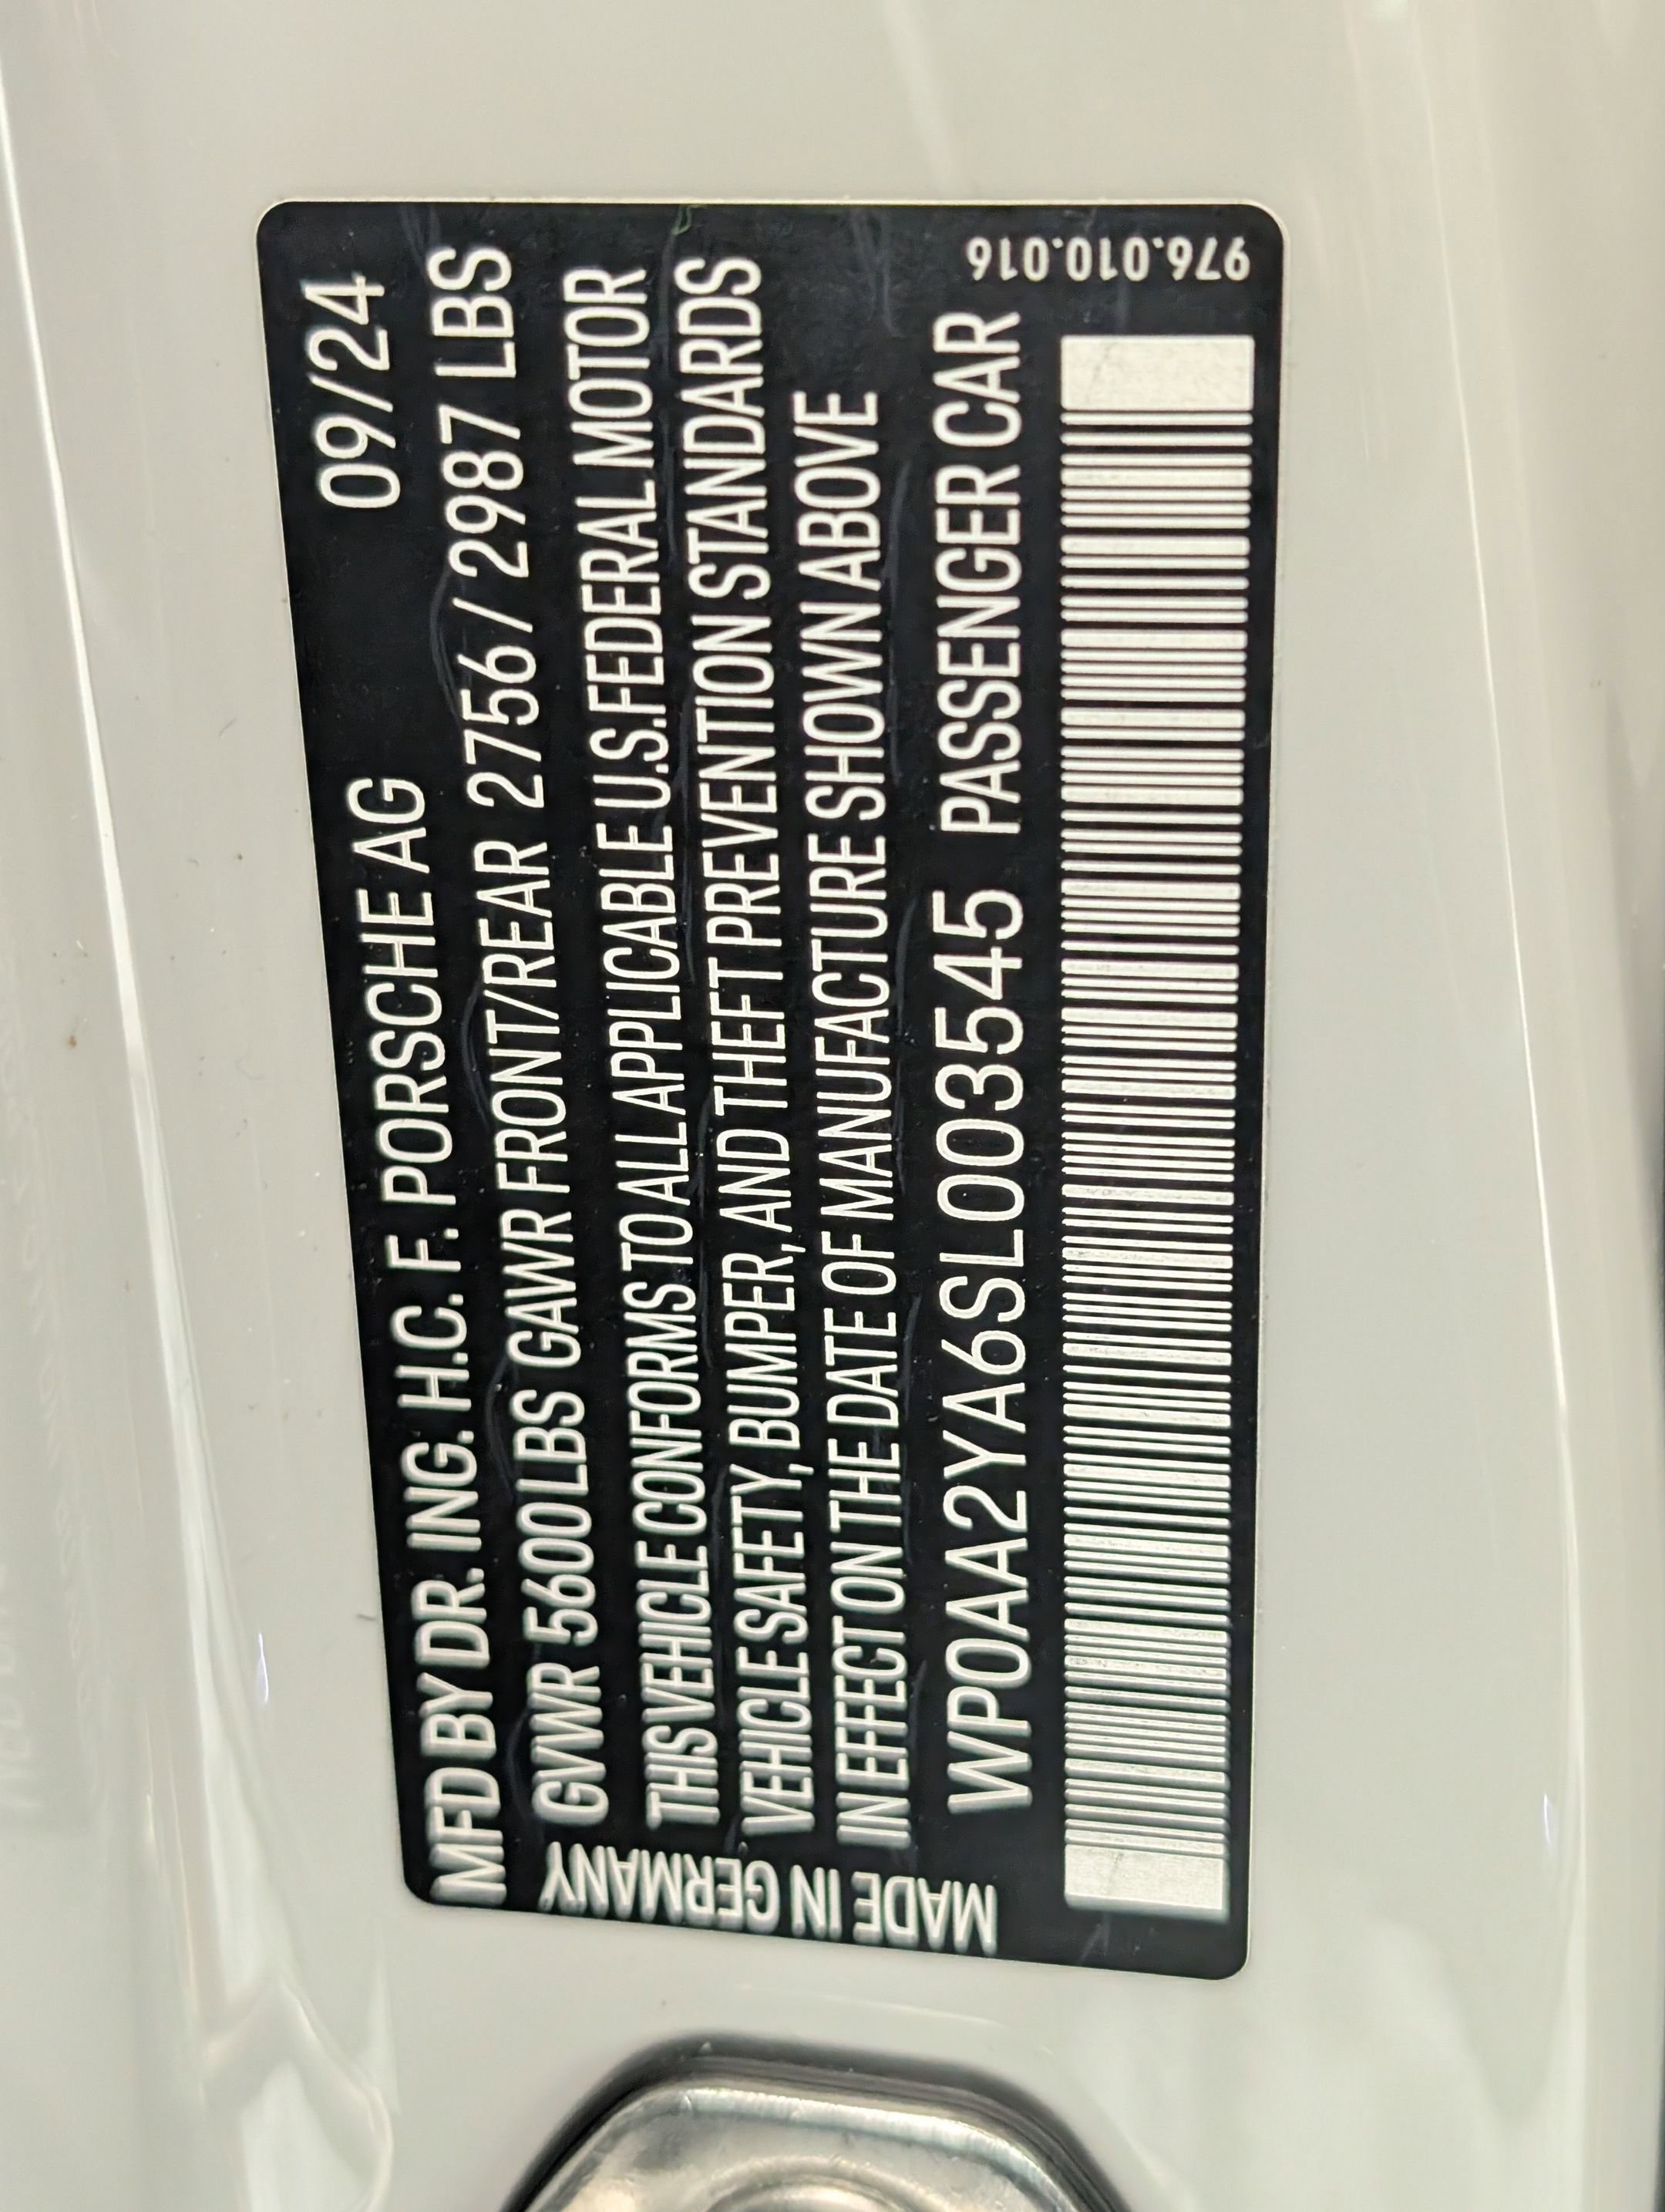 MFD BY DR. ING. H.C. F. PORSCHE AG 09/24
GVWR 5600 LBS GAWR FRONT/REAR 2756 / 2987 LBS
THIS VEHICLE CONFORMS TO ALL APPLICABLE U.S. FEDERAL MOTOR
VEHICLE SAFETY, BUMPER, AND THEFT PREVENTION STANDARDS
IN EFFECT ON THE DATE OF MANUFACTURE SHOWN ABOVE
WP0AA2YA6SL003545 PASSENGER CAR
MADE IN GERMANY
976.010.016